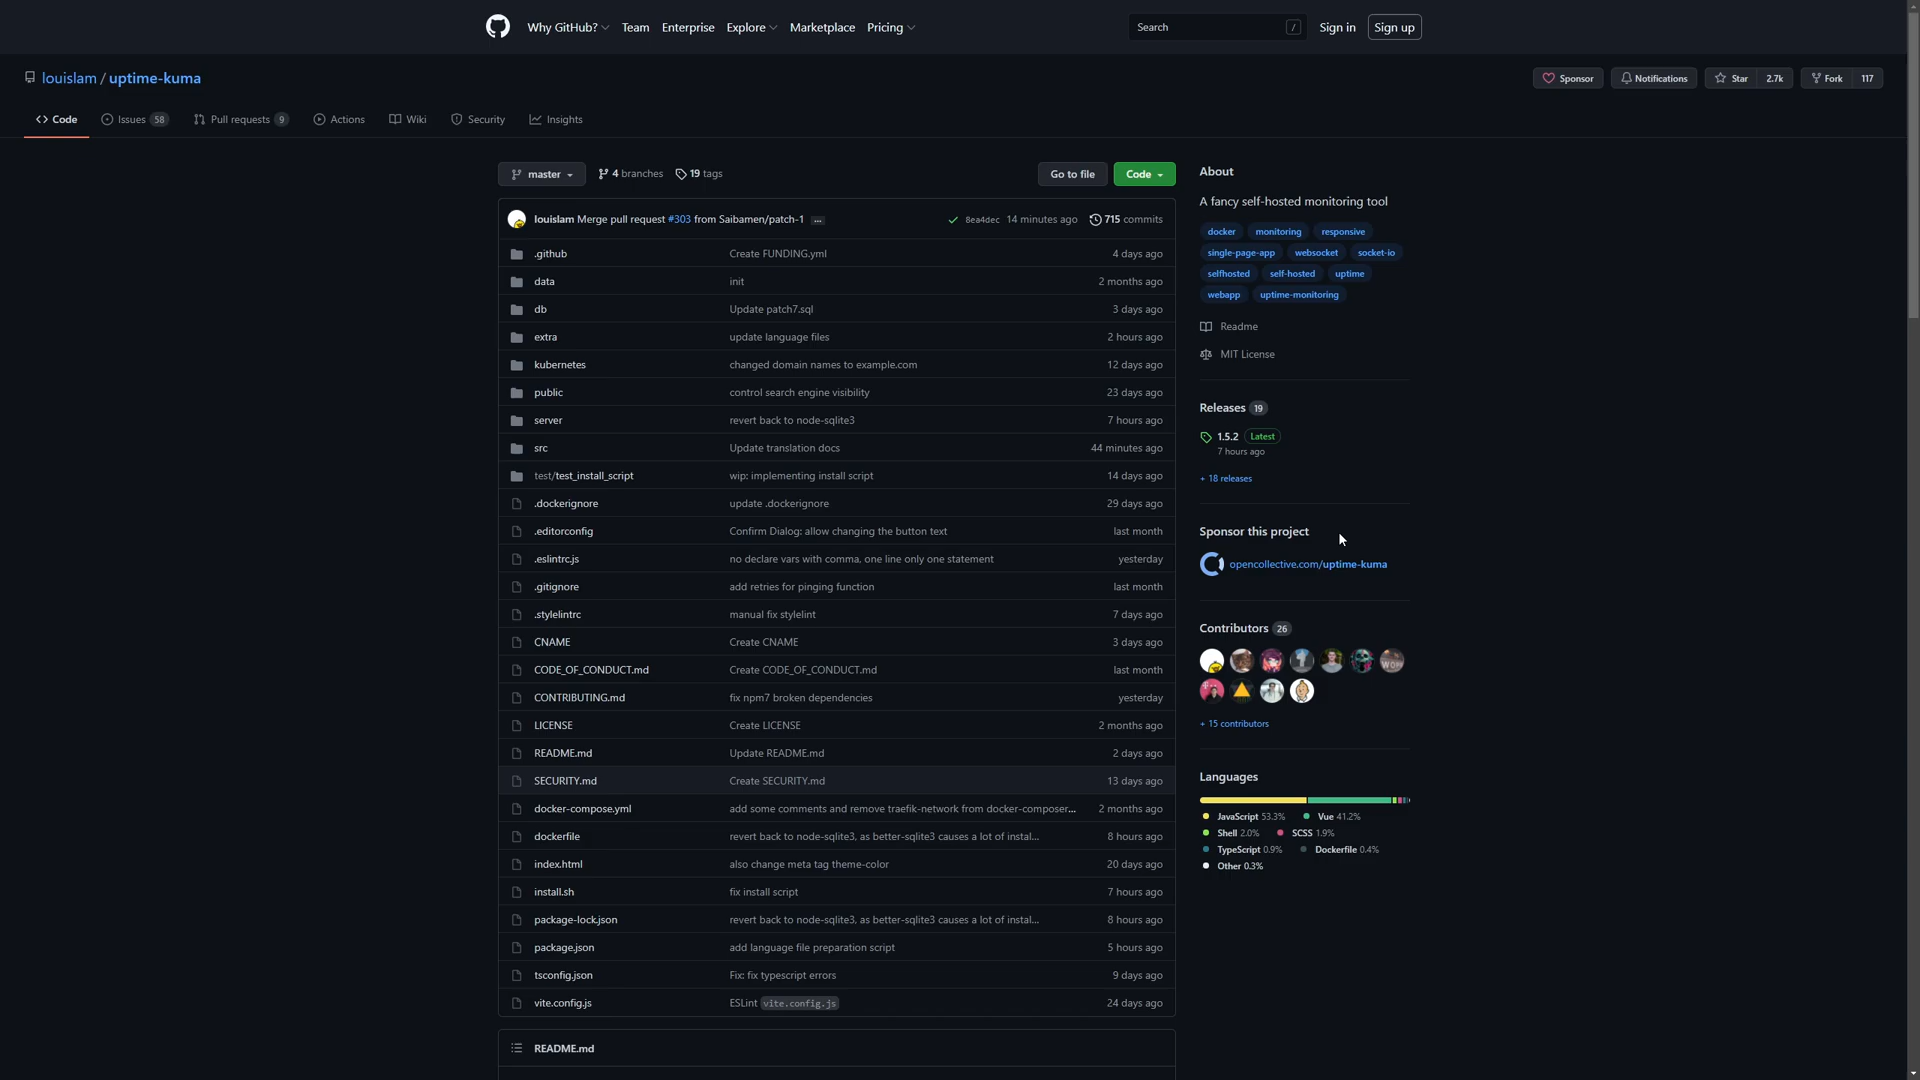 Why GitHub? Team Enterprise Explore Marketplace Pricing Search / Sign in Sign up
louislam / uptime-kuma Sponsor Notifications Star 2.7k Fork 117
Code Issues 58 Pull requests 9 Actions Wiki Security Insights
master 4 branches 19 tags Go to file Code
louislam Merge pull request #303 from Saibamen/patch-1 ... 8ea4dec 14 minutes ago 715 commits
.github Create FUNDING.yml 4 days ago
data init 2 months ago
db Update patch7.sql 3 days ago
extra update language files 2 hours ago
kubernetes changed domain names to example.com 12 days ago
public control search engine visibility 23 days ago
server revert back to node-sqlite3 7 hours ago
src Update translation docs 44 minutes ago
test/test_install_script wip: implementing install script 14 days ago
.dockerignore update .dockerignore 29 days ago
.editorconfig Confirm Dialog: allow changing the button text last month
.eslintrc.js no declare vars with comma, one line only one statement yesterday
.gitignore add retries for pinging function last month
.stylelintrc manual fix stylelint 7 days ago
CNAME Create CNAME 3 days ago
CODE_OF_CONDUCT.md Create CODE_OF_CONDUCT.md last month
CONTRIBUTING.md fix npm7 broken dependencies yesterday
LICENSE Create LICENSE 2 months ago
README.md Update README.md 2 days ago
SECURITY.md Create SECURITY.md 13 days ago
docker-compose.yml add some comments and remove traefik-network from docker-composer... 2 months ago
dockerfile revert back to node-sqlite3, as better-sqlite3 causes a lot of instal... 8 hours ago
index.html also change meta tag theme-color 20 days ago
install.sh fix install script 7 hours ago
package-lock.json revert back to node-sqlite3, as better-sqlite3 causes a lot of instal... 8 hours ago
package.json add language file preparation script 5 hours ago
tsconfig.json Fix: fix typescript errors 9 days ago
vite.config.js ESLint vite.config.js 24 days ago
README.md
About
A fancy self-hosted monitoring tool
docker monitoring responsive
single-page-app websocket socket-io
selfhosted self-hosted uptime
webapp uptime-monitoring
Readme
MIT License
Releases 19
1.5.2 Latest
7 hours ago
+ 18 releases
Sponsor this project
opencollective.com/uptime-kuma
Contributors 26
+ 15 contributors
Languages
JavaScript 53.3% Vue 41.2%
Shell 2.0% SCSS 1.9%
TypeScript 0.9% Dockerfile 0.4%
Other 0.3%